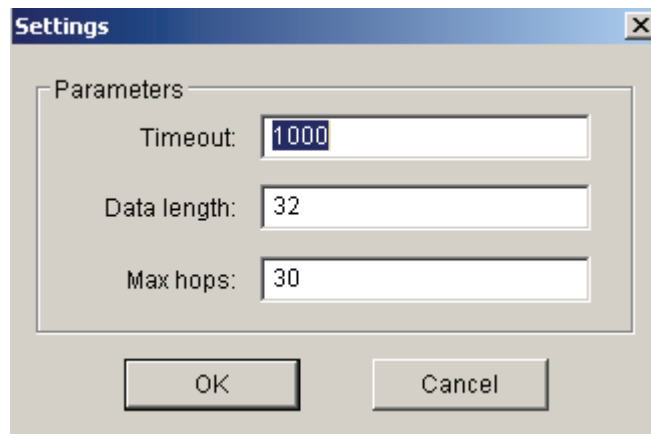 Settings
Parameters
Timeout: 1000
Data length: 32
Max hops: 30
OK Cancel